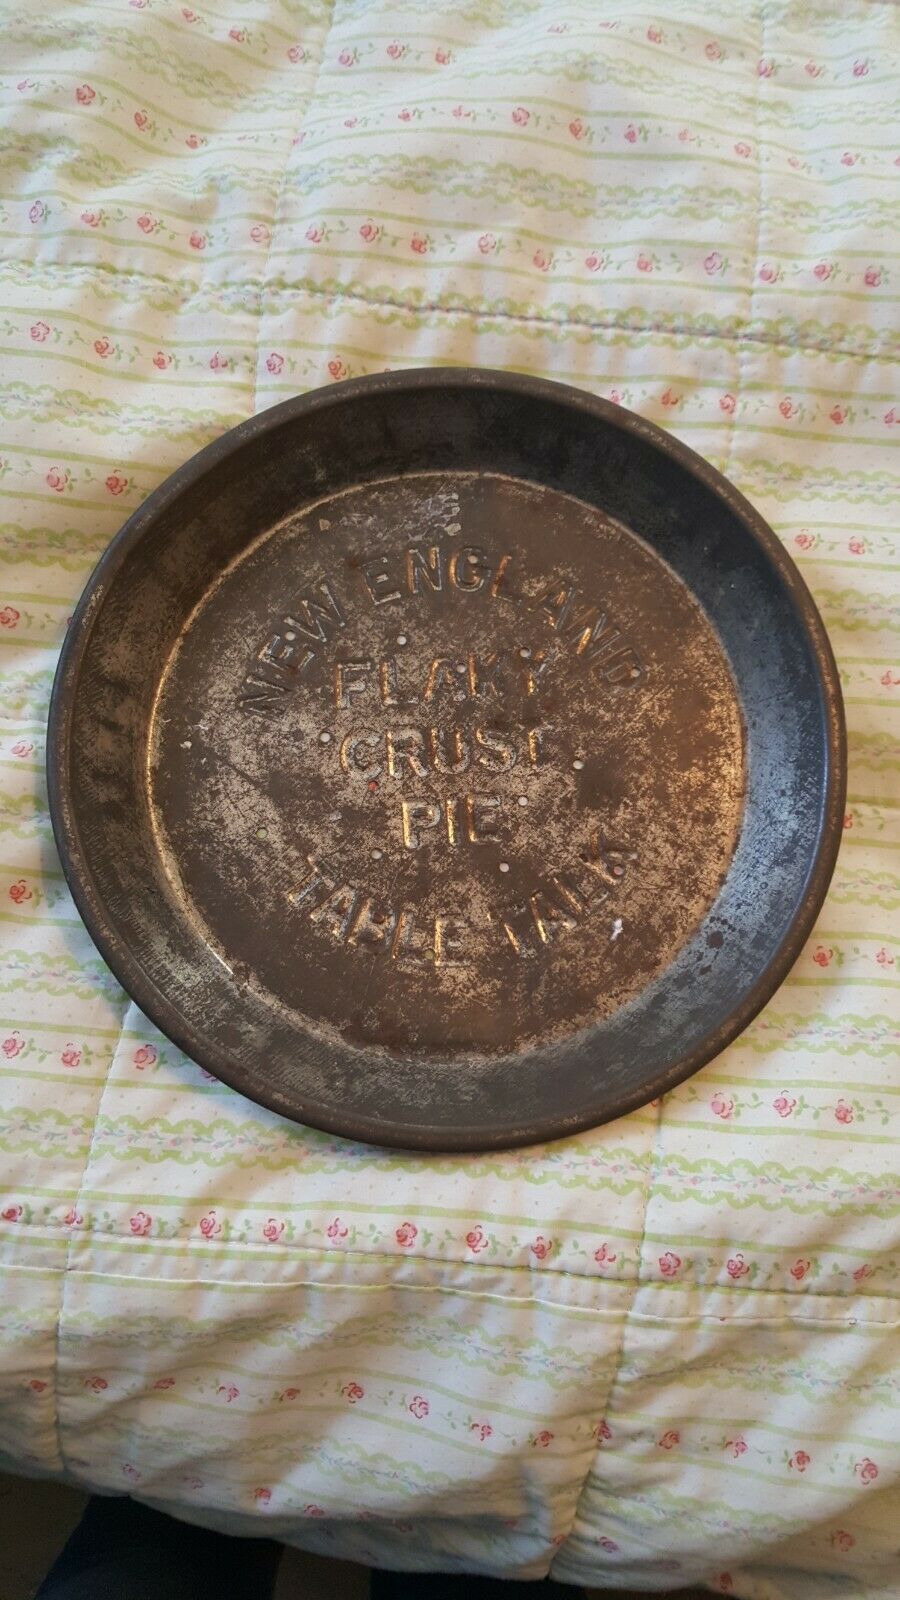 NEW ENGLAND
FLAKY
CRUST
PIE
TABLE TALK